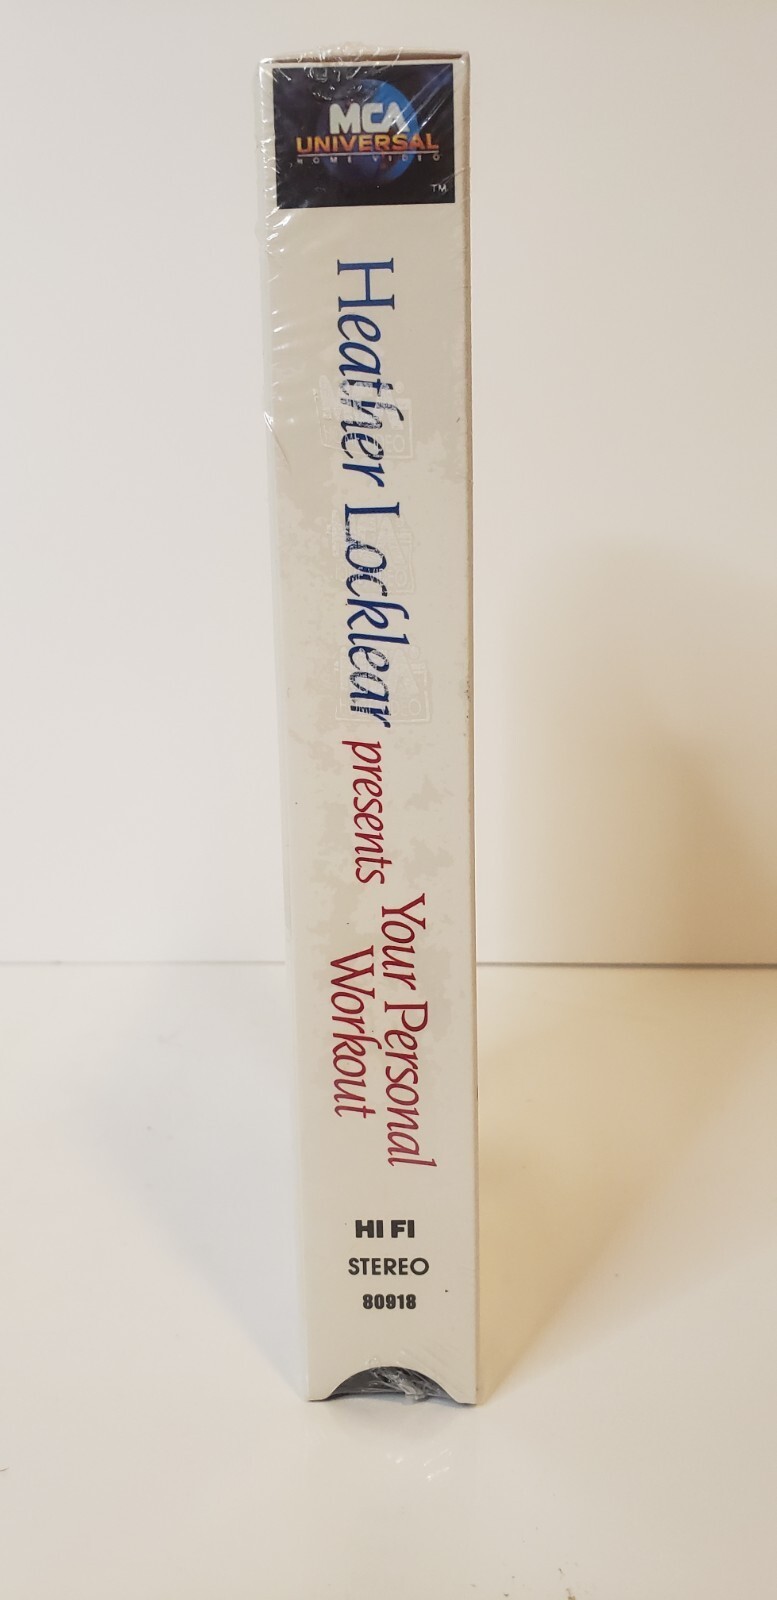 MCA
UNIVERSAL
HOME VIDEO
TM
Heather Locklear presents Your Personal
Workout
HI FI
STEREO
80918